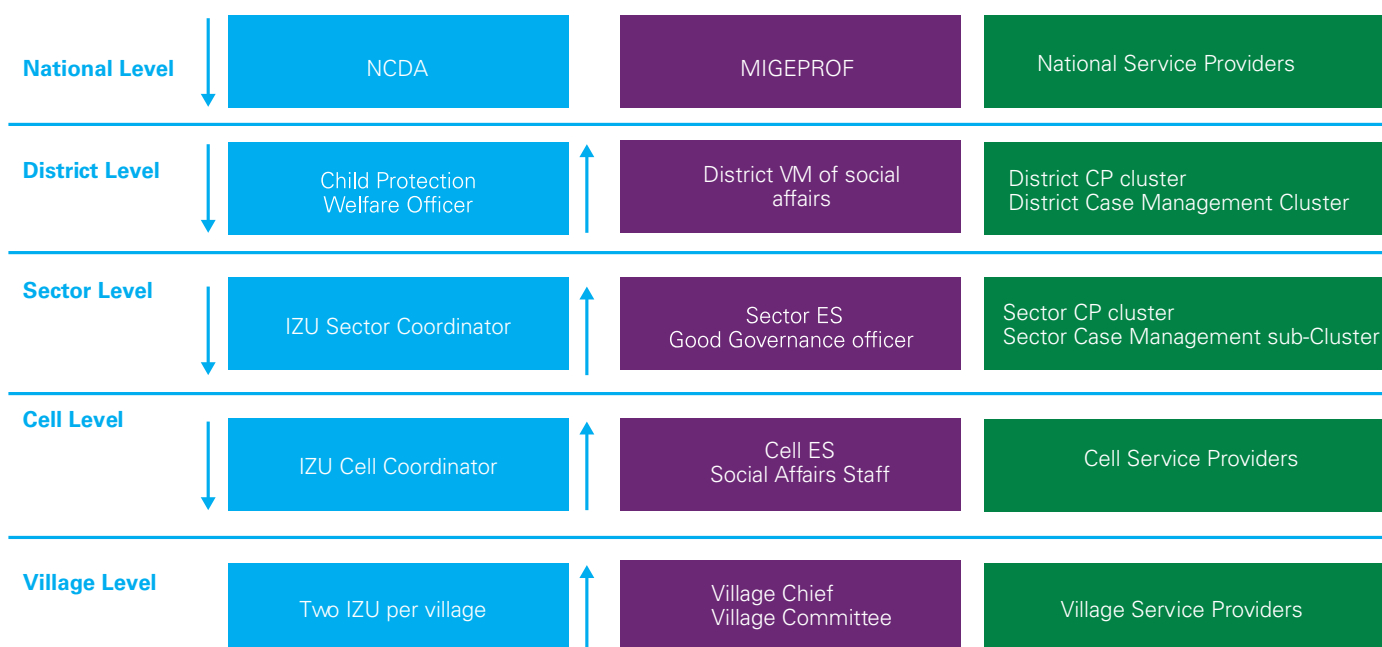 National Level
NCDA
MIGEPROF
National Service Providers
District Level
Child Protection
Welfare Officer
District VM of social
affairs
District CP cluster
District Case Management Cluster
Sector Level
IZU Sector Coordinator
Sector ES
Good Governance officer
Sector CP cluster
Sector Case Management sub-Cluster
Cell Level
IZU Cell Coordinator
Cell ES
Social Affairs Staff
Cell Service Providers
Village Level
Two IZU per village
Village Chief
Village Committee
Village Service Providers